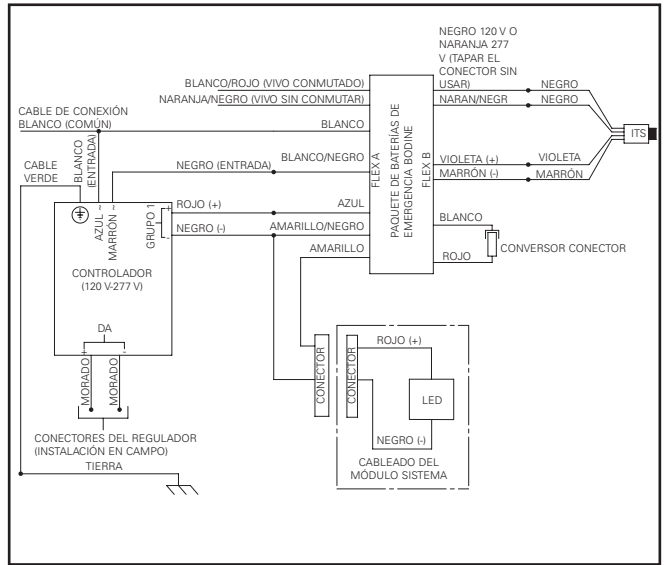 NEGRO 120 V O
NARANJA 277
V (TAPAR EL
CONECTOR SIN
USAR)
BLANCO/ROJO (VIVO CONMUTADO)
NARANJA/NEGRO (VIVO SIN CONMUTAR)
CABLE DE CONEXIÓN
BLANCO (COMÚN)
BLANCO
NEGRO
NARAN/NEGR
NEGRO
ITS
CABLE
VERDE
BLANCO
(ENTRADA)
NEGRO (ENTRADA)
BLANCO/NEGRO
FLEX A
PAQUETE DE BATERÍAS DE
EMERGENCIA BODINE
FLEX B
VIOLETA (+)
VIOLETA
MARRÓN (-)
MARRÓN
AZUL ~
MARRÓN ~
GRUPO 1
+
-
ROJO (+)
AZUL
NEGRO (-)
AMARILLO/NEGRO
AMARILLO
BLANCO
CONVERSOR CONECTOR
ROJO
CONTROLADOR
(120 V-277 V)
DA
+
-
MORADO
MORADO
CONECTORES DEL REGULADOR
(INSTALACIÓN EN CAMPO)
TIERRA
CONECTOR
CONECTOR
ROJO (+)
LED
NEGRO (-)
CABLEADO DEL
MÓDULO SISTEMA